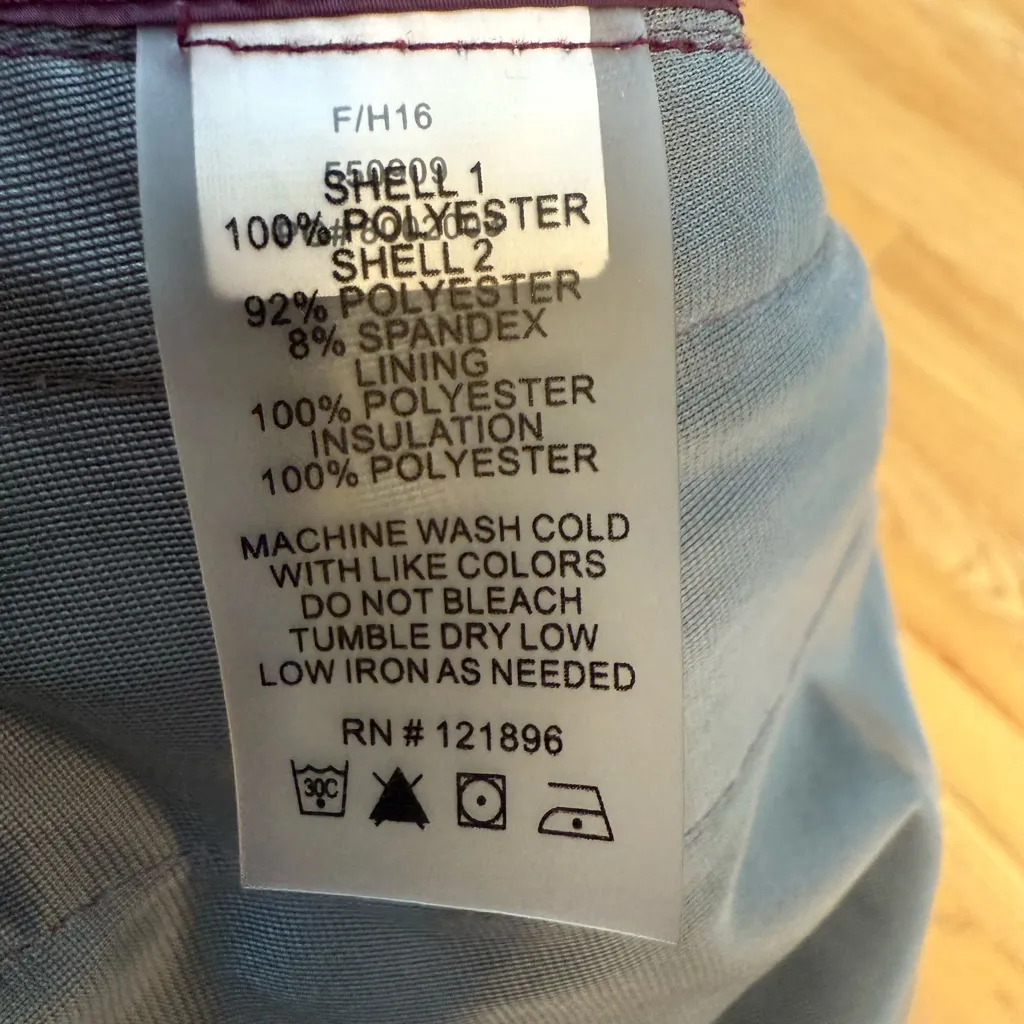 F/H16
SHELL 1
100% POLYESTER
SHELL 2
92% POLYESTER
8% SPANDEX
LINING
100% POLYESTER
INSULATION
100% POLYESTER
MACHINE WASH COLD
WITH LIKE COLORS
DO NOT BLEACH
TUMBLE DRY LOW
LOW IRON AS NEEDED
RN # 121896
30C